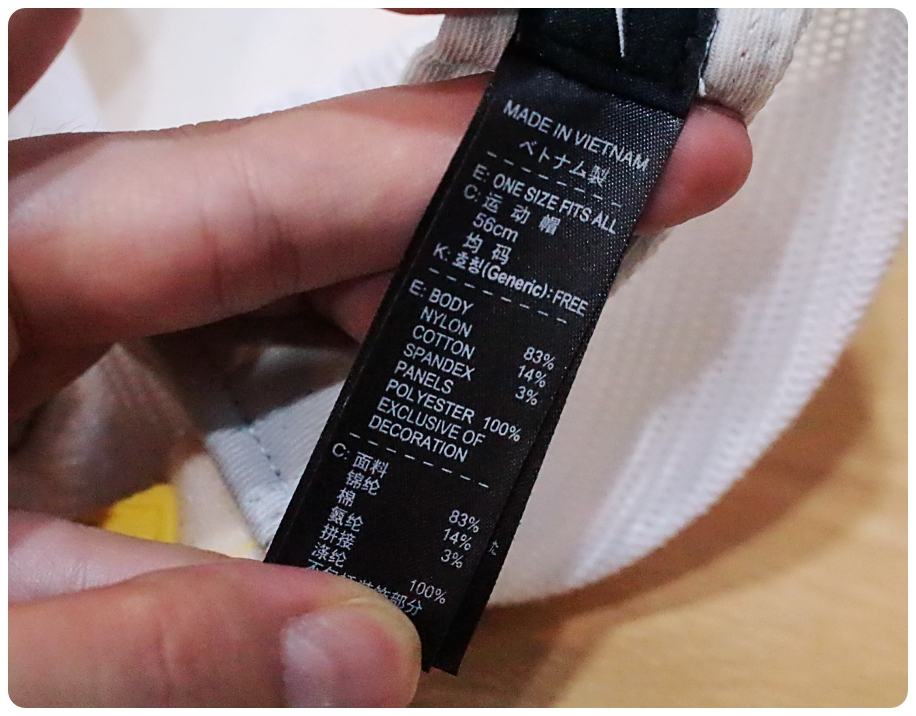 MADE IN VIETNAM
ベトナム製
E: ONE SIZE FITS ALL
C: 运 动 帽
56cm
均 码
K: 호칭(Generic): FREE
E: BODY
NYLON 83%
COTTON 14%
SPANDEX 3%
PANELS
POLYESTER 100%
EXCLUSIVE OF
DECORATION
C: 面料
锦纶 83%
棉 14%
氨纶 3%
拼接
涤纶 100%
部分